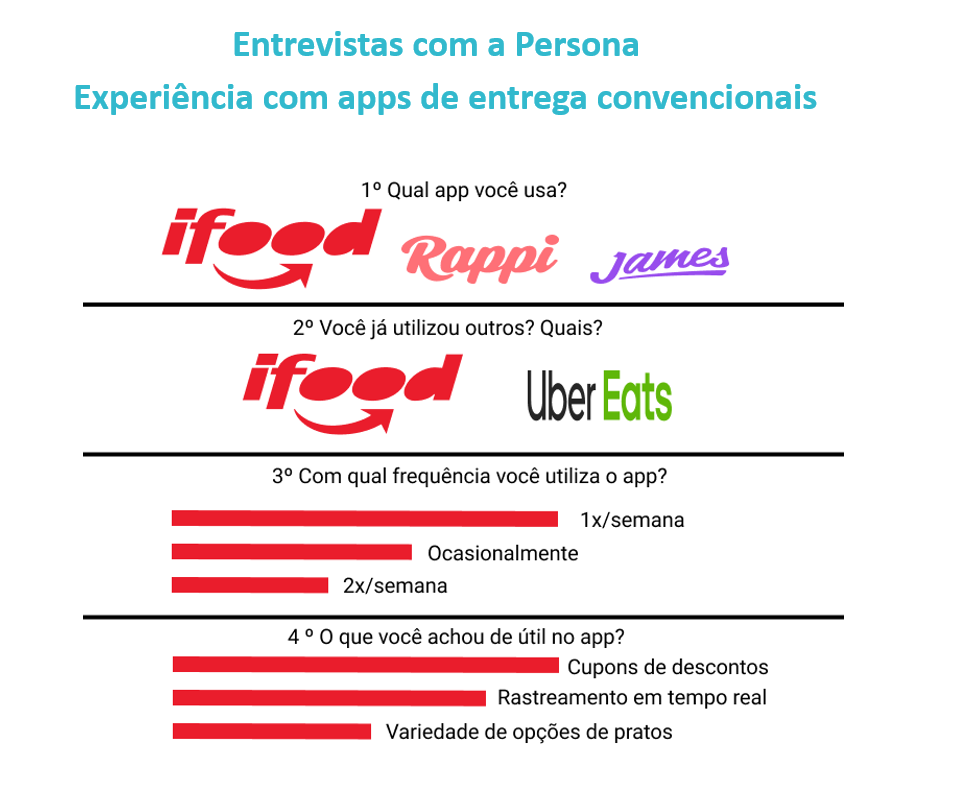 Entrevistas com a Persona
Experiência com apps de entrega convencionais
1º Qual app você usa?
ifood Rappi James
2º Você já utilizou outros? Quais?
ifood Uber Eats
3º Com qual frequência você utiliza o app?
1x/semana
Ocasionalmente
2x/semana
4 º O que você achou de útil no app?
Cupons de descontos
Rastreamento em tempo real
Variedade de opções de pratos